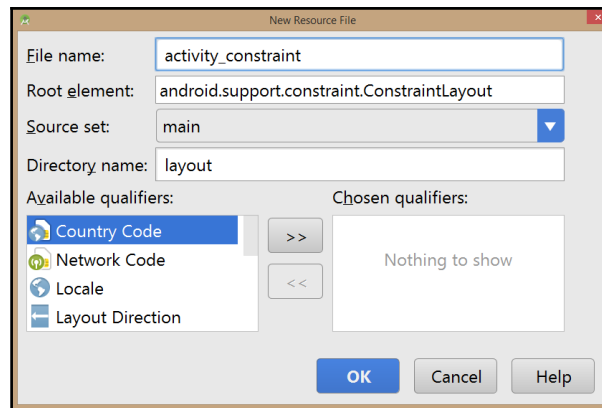 New Resource File
File name: activity_constraint
Root element: android.support.constraint.ConstraintLayout
Source set: main
Directory name: layout
Available qualifiers: Chosen qualifiers:
Country Code
Network Code
Locale
Layout Direction
>>
<<
Nothing to show
OK Cancel Help